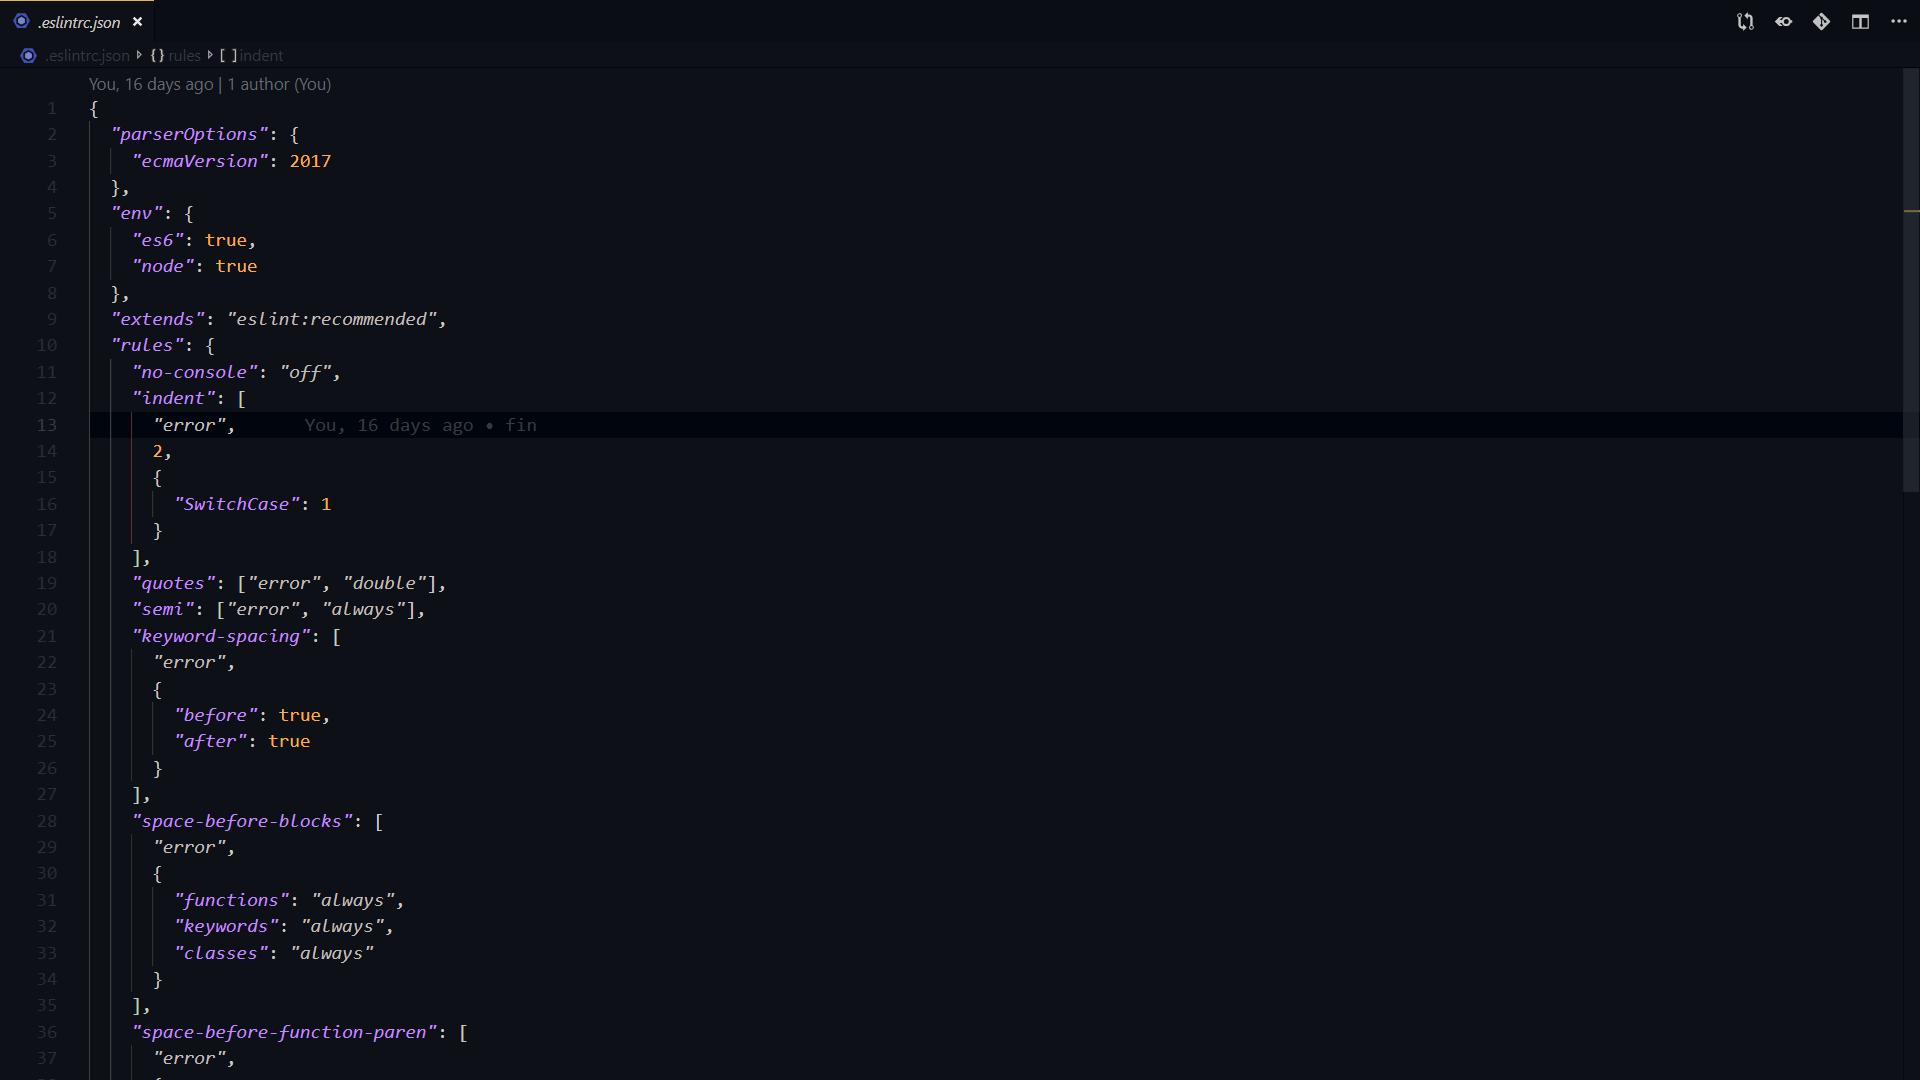 .eslintrc.json
.eslintrc.json {} rules [ ] indent
You, 16 days ago | 1 author (You)
1 {
2   "parserOptions": {
3     "ecmaVersion": 2017
4   },
5   "env": {
6     "es6": true,
7     "node": true
8   },
9   "extends": "eslint:recommended",
10   "rules": {
11     "no-console": "off",
12     "indent": [
13       "error",      You, 16 days ago • fin
14       2,
15       {
16         "SwitchCase": 1
17       }
18     ],
19     "quotes": ["error", "double"],
20     "semi": ["error", "always"],
21     "keyword-spacing": [
22       "error",
23       {
24         "before": true,
25         "after": true
26       }
27     ],
28     "space-before-blocks": [
29       "error",
30       {
31         "functions": "always",
32         "keywords": "always",
33         "classes": "always"
34       }
35     ],
36     "space-before-function-paren": [
37       "error",